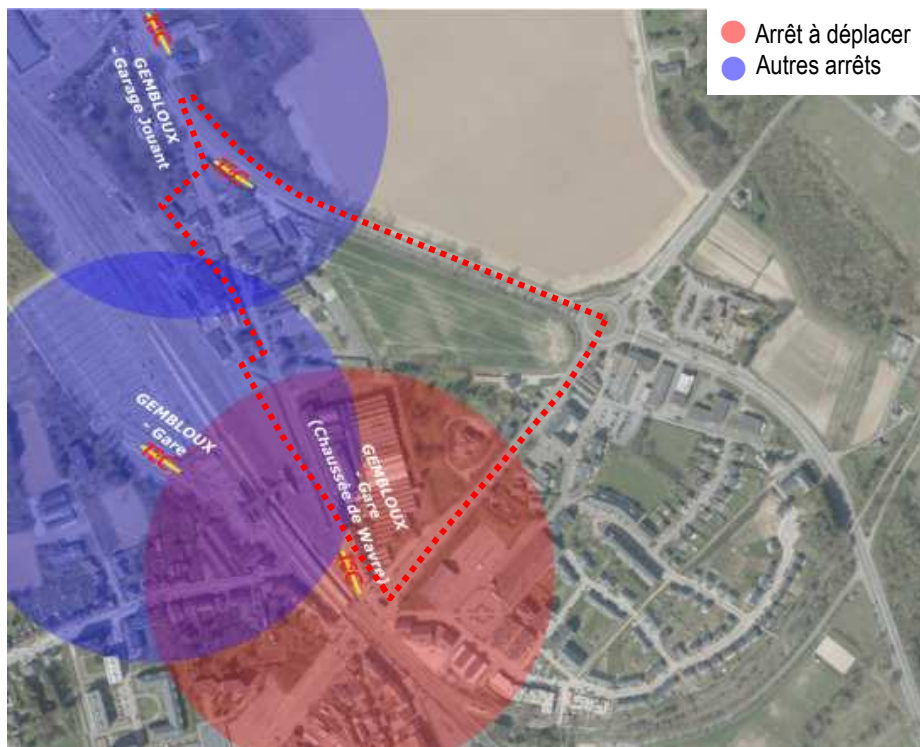 Arrêt à déplacer
Autres arrêts
GEMBLOUX
- Garage Jouant
GEMBLOUX
- Gare
GEMBLOUX
- Gare
(Chaussée de Wavre)